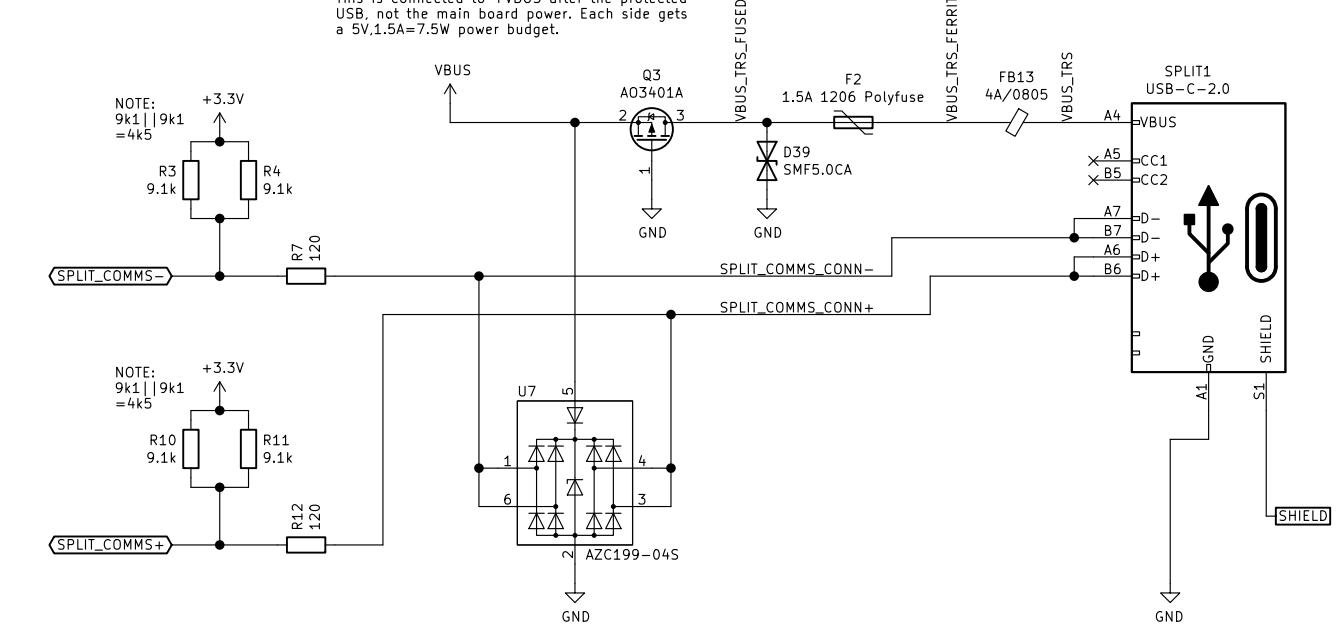 This is connected to +VBUS after the protected
USB, not the main board power. Each side gets
a 5V,1.5A=7.5W power budget.
VBUS
Q3
AO3401A
2
3
1
GND
VBUS_TRS_FUSED
D39
SMF5.0CA
GND
F2
1.5A 1206 Polyfuse
VBUS_TRS_FERRIT
FB13
4A/0805
VBUS_TRS
SPLIT1
USB-C-2.0
A4
VBUS
A5
CC1
B5
CC2
A7
D-
B7
D-
A6
D+
B6
D+
GND
SHIELD
A1
S1
SHIELD
GND
NOTE:
9k1||9k1
=4k5
+3.3V
R3
9.1k
R4
9.1k
R7
120
SPLIT_COMMS-
SPLIT_COMMS_CONN-
SPLIT_COMMS_CONN+
NOTE:
9k1||9k1
=4k5
+3.3V
R10
9.1k
R11
9.1k
R12
120
SPLIT_COMMS+
U7
5
1
4
6
3
2
AZC199-04S
GND